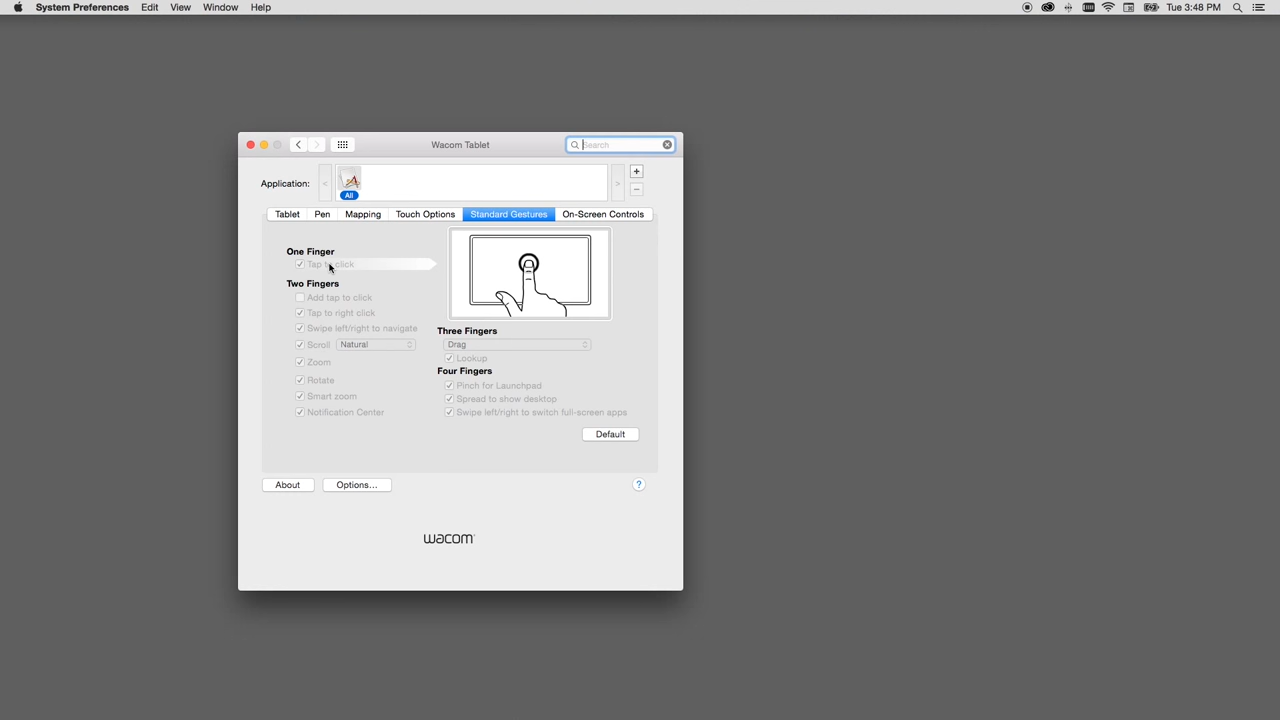 System Preferences Edit View Window Help Tue 3:48 PM
Wacom Tablet
Search
Application: < > + −
All
Tablet Pen Mapping Touch Options Standard Gestures On-Screen Controls
One Finger
Tap to click
Two Fingers
Add tap to click
Tap to right click
Swipe left/right to navigate
Scroll Natural
Zoom
Rotate
Smart zoom
Notification Center
Three Fingers
Drag
Lookup
Four Fingers
Pinch for Launchpad
Spread to show desktop
Swipe left/right to switch full-screen apps
Default
About Options... ?
wacom